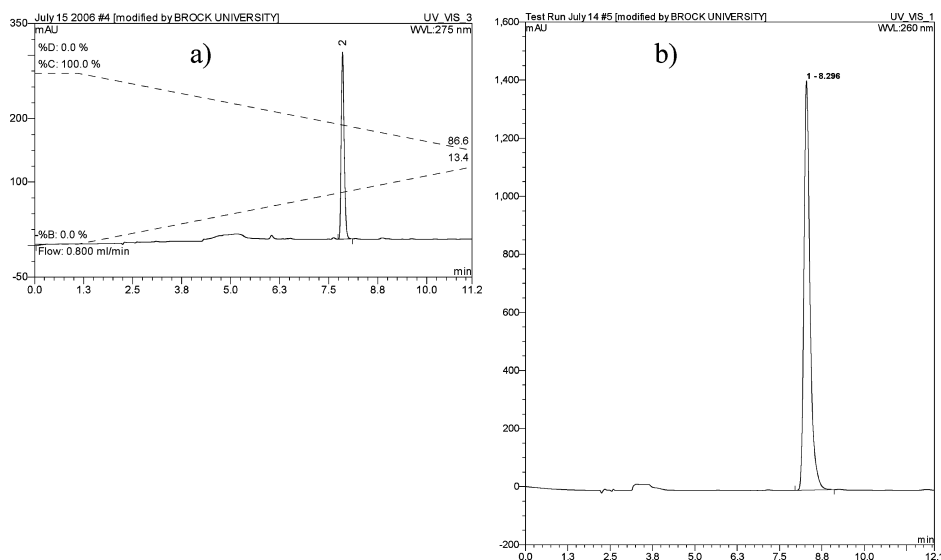 July 15 2006 #4 [modified by BROCK UNIVERSITY] UV_VIS_3
350
mAU
WVL:275 nm
%D: 0.0 %
%C: 100.0 %
a)
2
200
86.6
13.4
100
%B: 0.0 %
Flow: 0.800 ml/min
-50
min
0.0 1.3 2.5 3.8 5.0 6.3 7.5 8.8 10.0 11.2
Test Run July 14 #5 [modified by BROCK UNIVERSITY] UV_VIS_1
1,600
mAU
WVL:260 nm
b)
1 - 8.296
1,400
1,200
1,000
800
600
400
200
0
-200
min
0.0 1.3 2.5 3.8 5.0 6.3 7.5 8.8 10.0